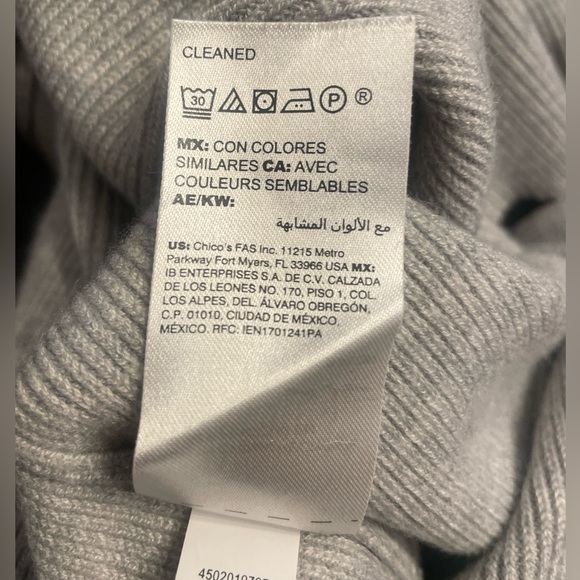 CLEANED
30 P ®
MX: CON COLORES
SIMILARES CA: AVEC
COULEURS SEMBLABLES
AE/KW:
مع الألوان المشابهة
US: Chico's FAS Inc. 11215 Metro
Parkway Fort Myers, FL 33966 USA MX:
IB ENTERPRISES S.A. DE C.V. CALZADA
DE LOS LEONES NO. 170, PISO 1, COL.
LOS ALPES, DEL. ÁLVARO OBREGÓN,
C.P. 01010, CIUDAD DE MÉXICO,
MÉXICO. RFC: IEN1701241PA